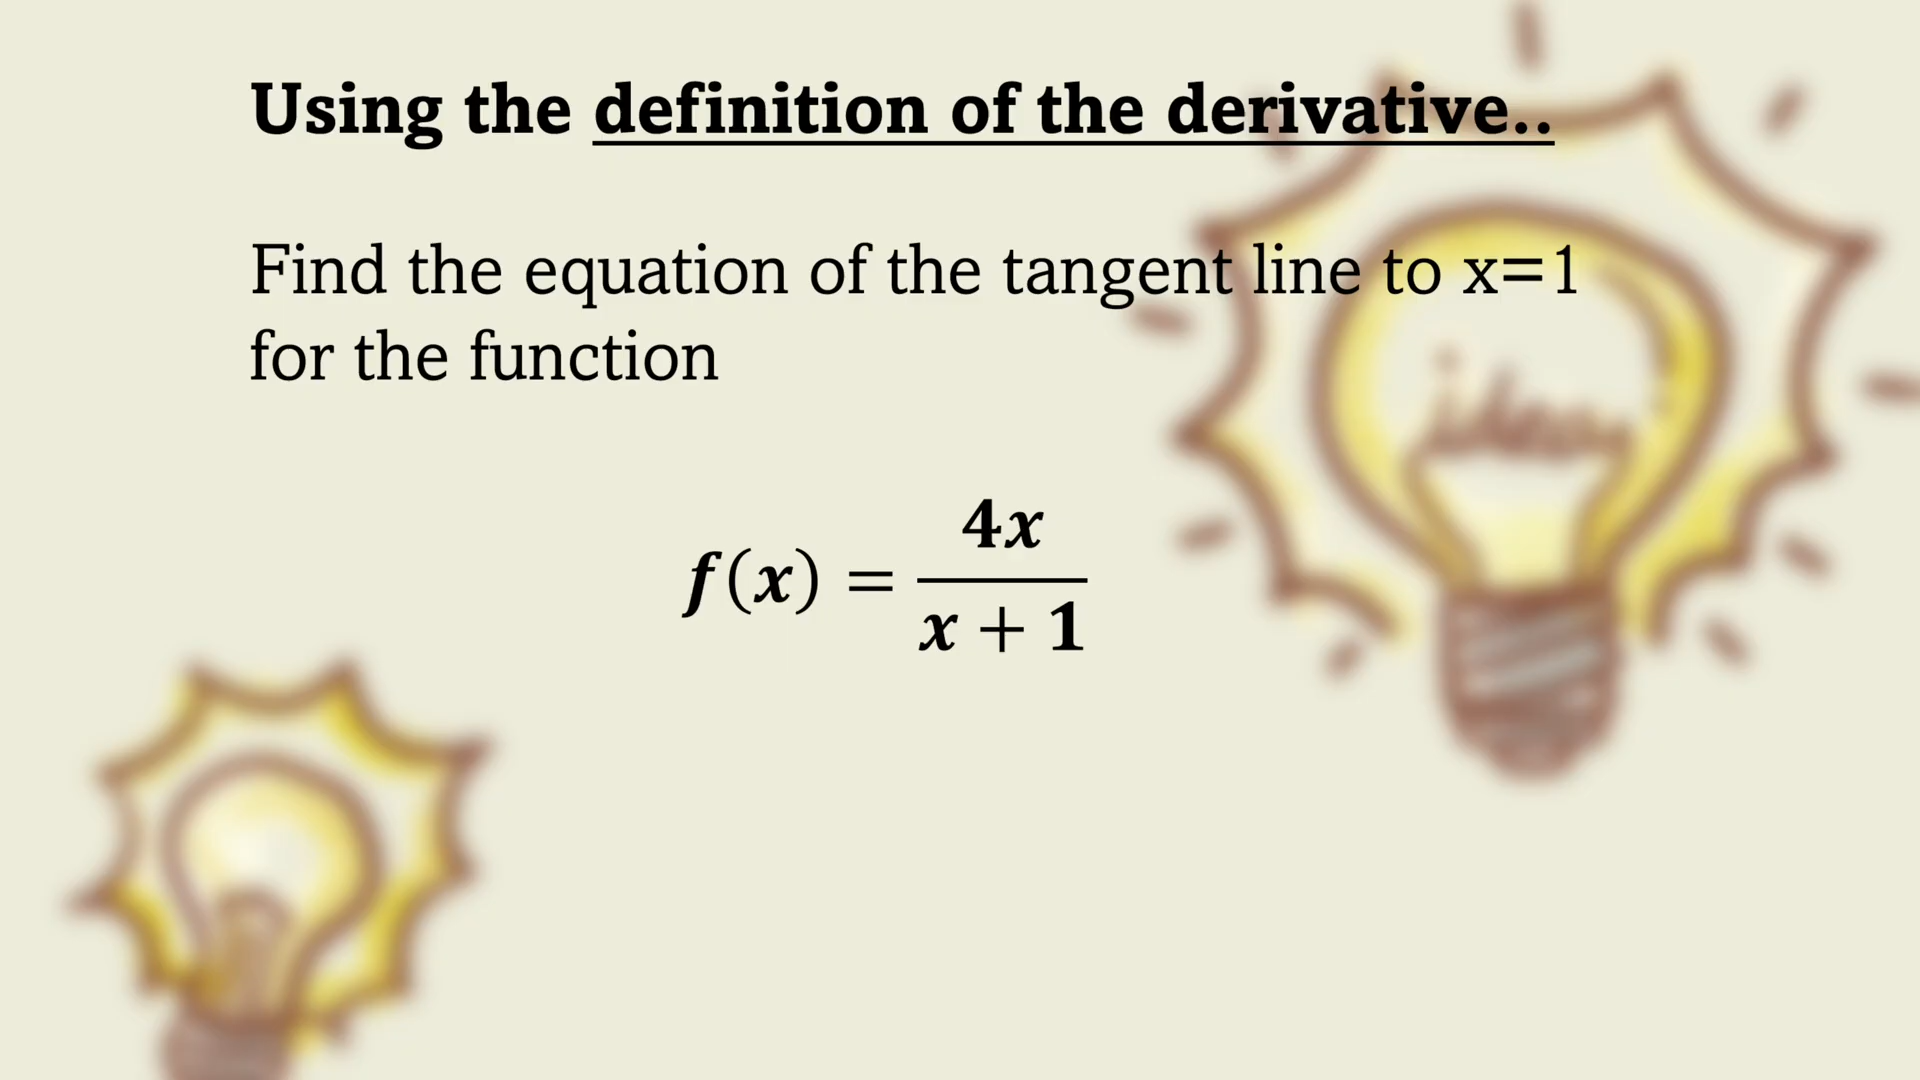 Using the definition of the derivative..
Find the equation of the tangent line to x=1
for the function
f(x) = 4x / x + 1
idea